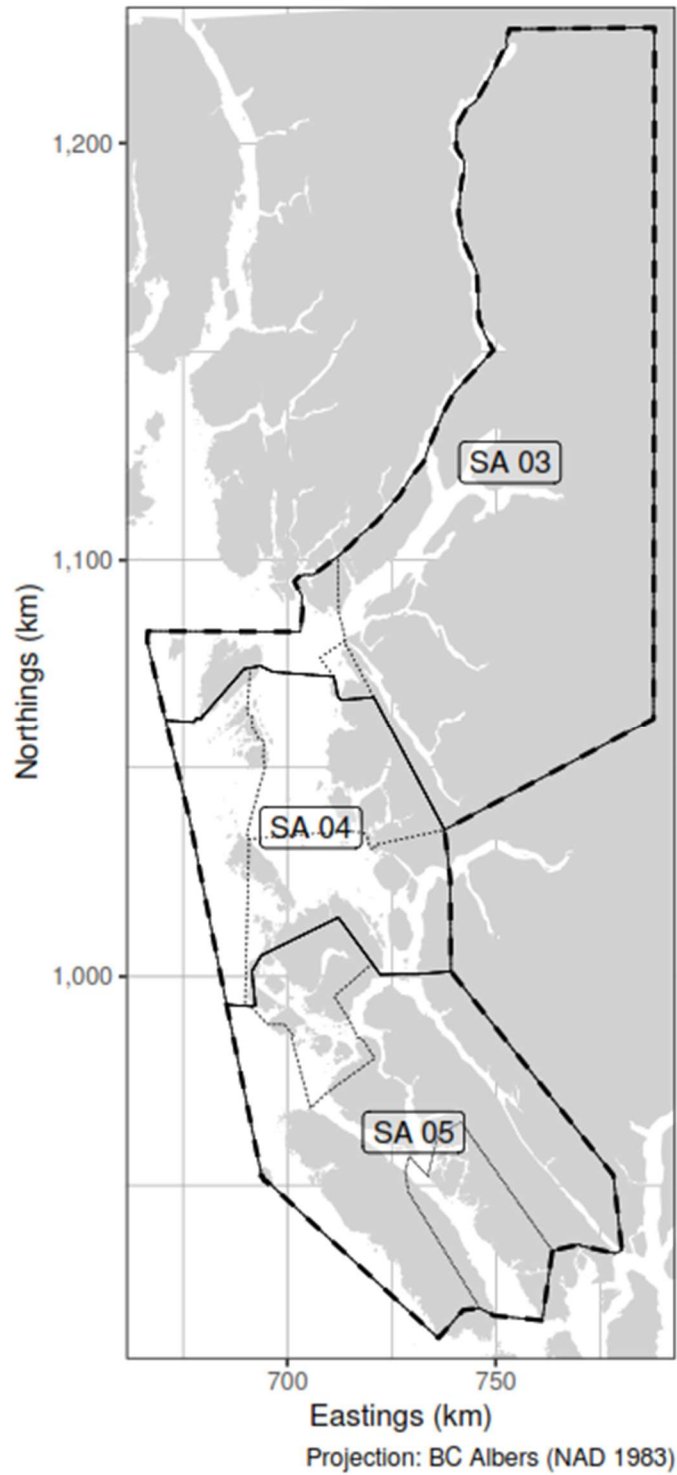 1,200
SA 03
1,100
Northings (km)
SA 04
1,000
SA 05
700
750
Eastings (km)
Projection: BC Albers (NAD 1983)